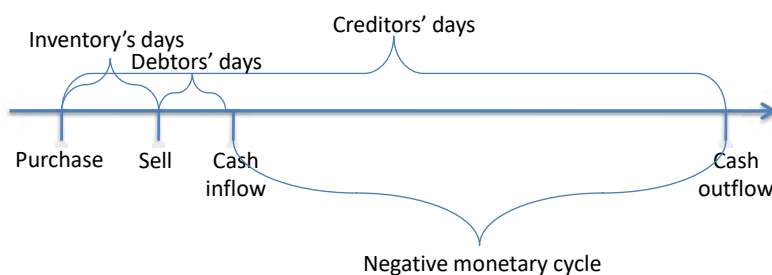 Creditors’ days
Inventory’s days
Debtors’ days
Purchase
Sell
Cash
inflow
Cash
outflow
Negative monetary cycle